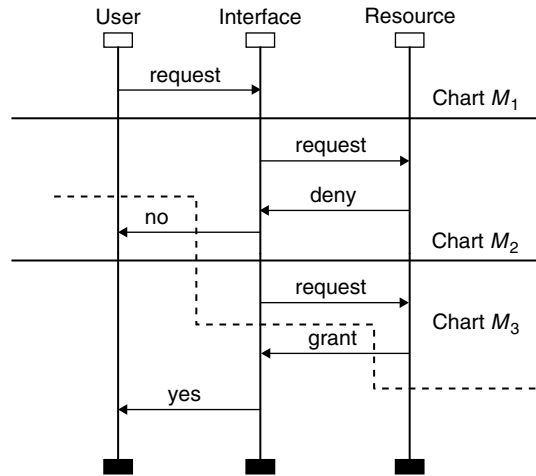 User Interface Resource
request
Chart M1
request
deny
no
Chart M2
request
Chart M3
grant
yes